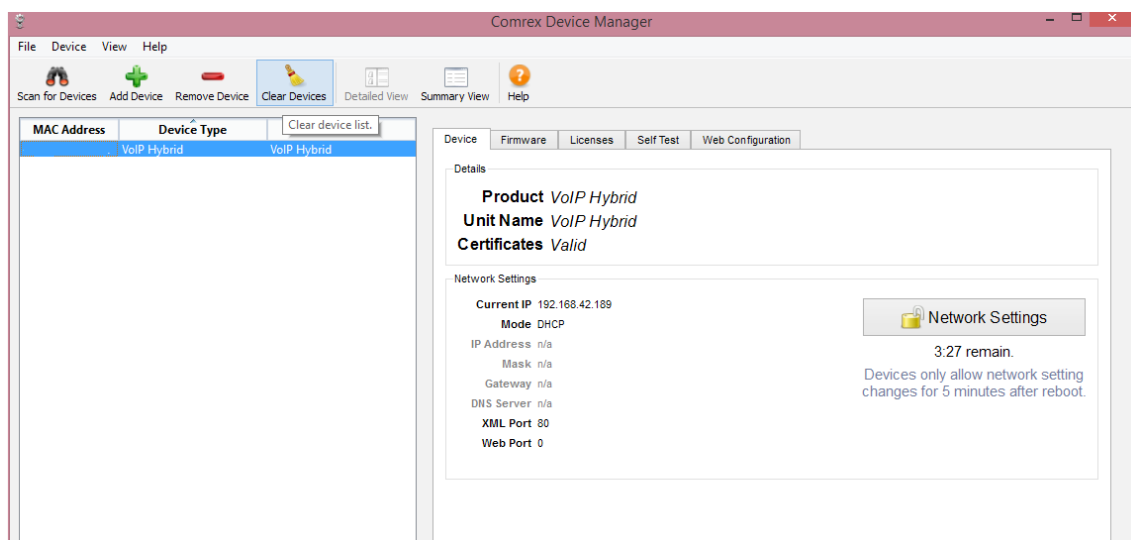 Comrex Device Manager
File Device View Help
Scan for Devices Add Device Remove Device Clear Devices Detailed View Summary View Help
Clear device list.
MAC Address Device Type
VoIP Hybrid VoIP Hybrid
Device Firmware Licenses Self Test Web Configuration
Details
Product VoIP Hybrid
Unit Name VoIP Hybrid
Certificates Valid
Network Settings
Current IP 192.168.42.189
Mode DHCP
IP Address n/a
Mask n/a
Gateway n/a
DNS Server n/a
XML Port 80
Web Port 0
Network Settings
3:27 remain.
Devices only allow network setting
changes for 5 minutes after reboot.